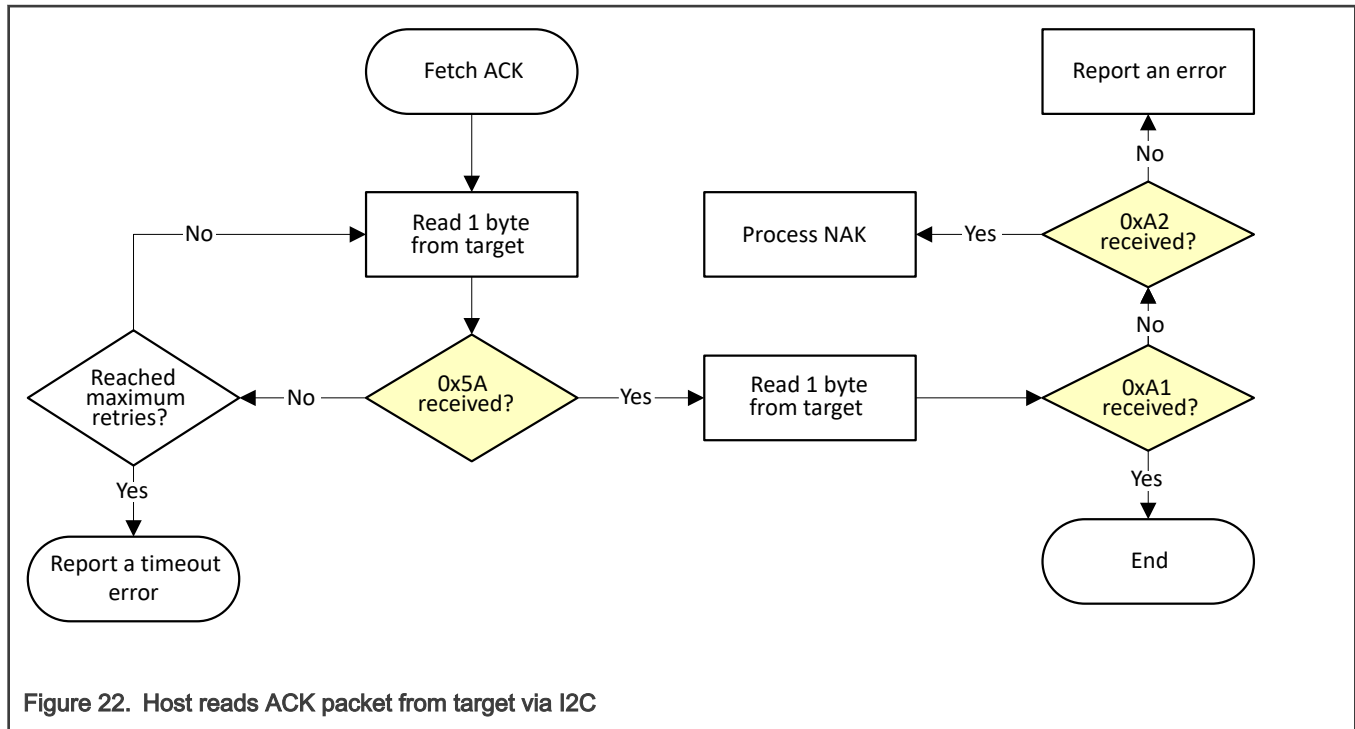 Fetch ACK
Report an error
No
Read 1 byte
from target
No
Process NAK
Yes
0xA2
received?
No
Reached
maximum
retries?
No
0x5A
received?
Yes
Read 1 byte
from target
0xA1
received?
Yes
Yes
Report a timeout
error
End
Figure 22. Host reads ACK packet from target via I2C